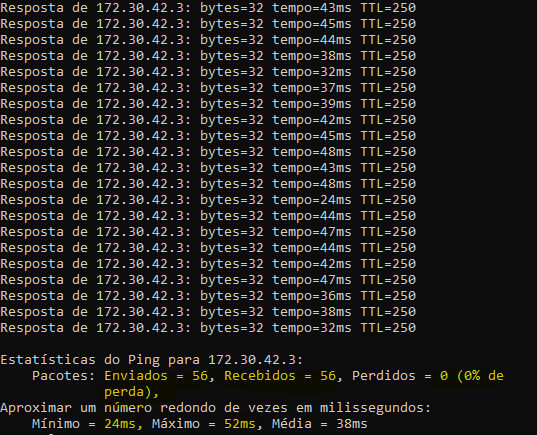 Resposta de 172.30.42.3: bytes=32 tempo=43ms TTL=250
Resposta de 172.30.42.3: bytes=32 tempo=45ms TTL=250
Resposta de 172.30.42.3: bytes=32 tempo=44ms TTL=250
Resposta de 172.30.42.3: bytes=32 tempo=38ms TTL=250
Resposta de 172.30.42.3: bytes=32 tempo=32ms TTL=250
Resposta de 172.30.42.3: bytes=32 tempo=37ms TTL=250
Resposta de 172.30.42.3: bytes=32 tempo=39ms TTL=250
Resposta de 172.30.42.3: bytes=32 tempo=42ms TTL=250
Resposta de 172.30.42.3: bytes=32 tempo=45ms TTL=250
Resposta de 172.30.42.3: bytes=32 tempo=48ms TTL=250
Resposta de 172.30.42.3: bytes=32 tempo=43ms TTL=250
Resposta de 172.30.42.3: bytes=32 tempo=48ms TTL=250
Resposta de 172.30.42.3: bytes=32 tempo=24ms TTL=250
Resposta de 172.30.42.3: bytes=32 tempo=44ms TTL=250
Resposta de 172.30.42.3: bytes=32 tempo=47ms TTL=250
Resposta de 172.30.42.3: bytes=32 tempo=44ms TTL=250
Resposta de 172.30.42.3: bytes=32 tempo=42ms TTL=250
Resposta de 172.30.42.3: bytes=32 tempo=47ms TTL=250
Resposta de 172.30.42.3: bytes=32 tempo=36ms TTL=250
Resposta de 172.30.42.3: bytes=32 tempo=38ms TTL=250
Resposta de 172.30.42.3: bytes=32 tempo=32ms TTL=250
Estatísticas do Ping para 172.30.42.3:
Pacotes: Enviados = 56, Recebidos = 56, Perdidos = 0 (0% de
perda),
Aproximar um número redondo de vezes em milissegundos:
Mínimo = 24ms, Máximo = 52ms, Média = 38ms